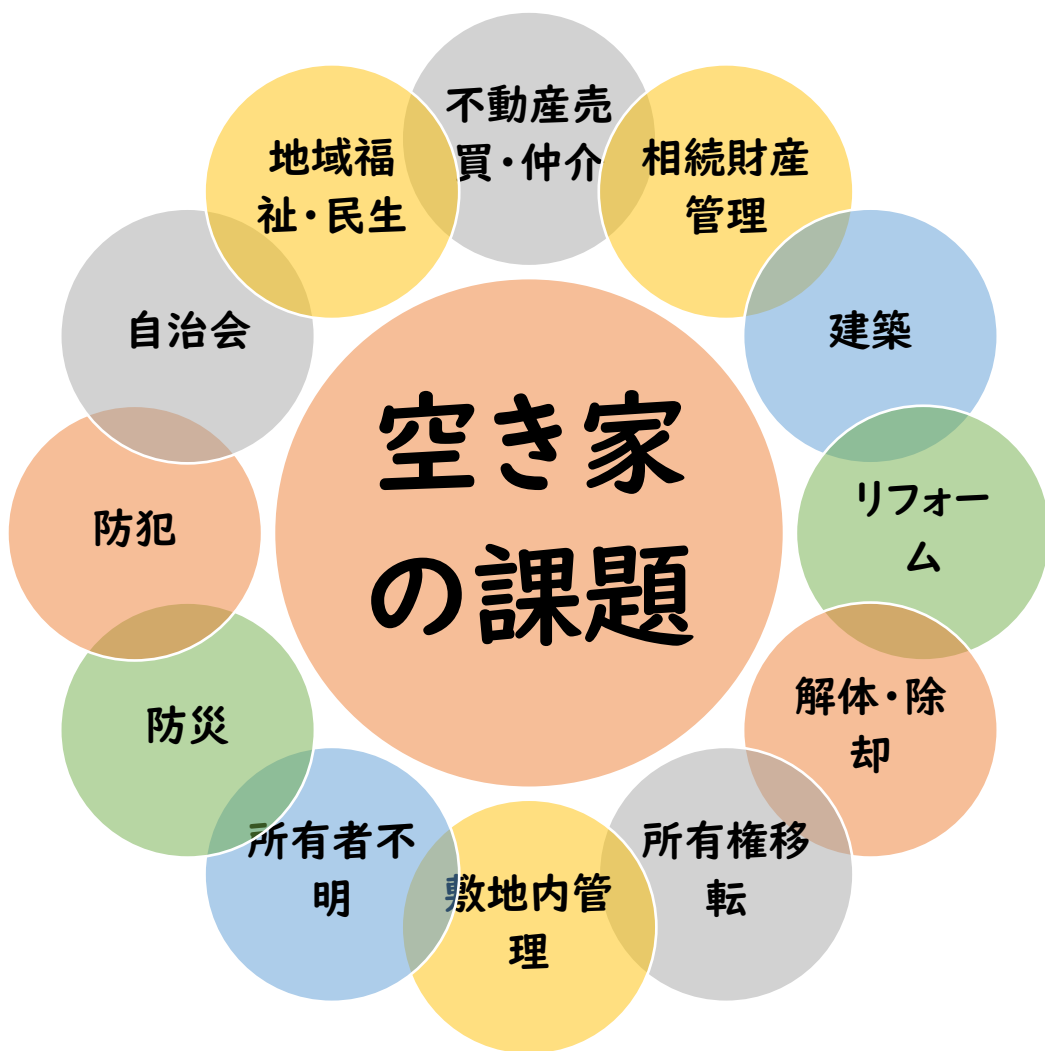 不動産売
買・仲介
相続財産
管理
建築
リフォー
ム
解体・除
却
所有権移
転
敷地内管
理
所有者不
明
防災
防犯
自治会
地域福
祉・民生
空き家
の課題